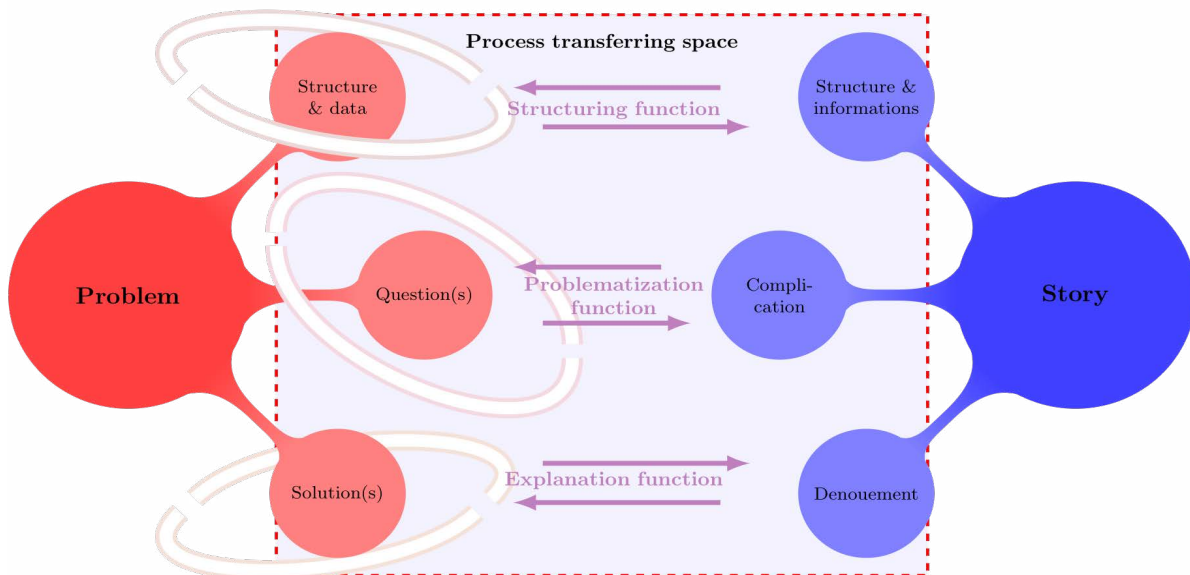 Process transferring space
Structure
& data
Structuring function
Structure &
informations
Problem
Question(s)
Problematization
function
Compli-
cation
Story
Solution(s)
Explanation function
Denouement